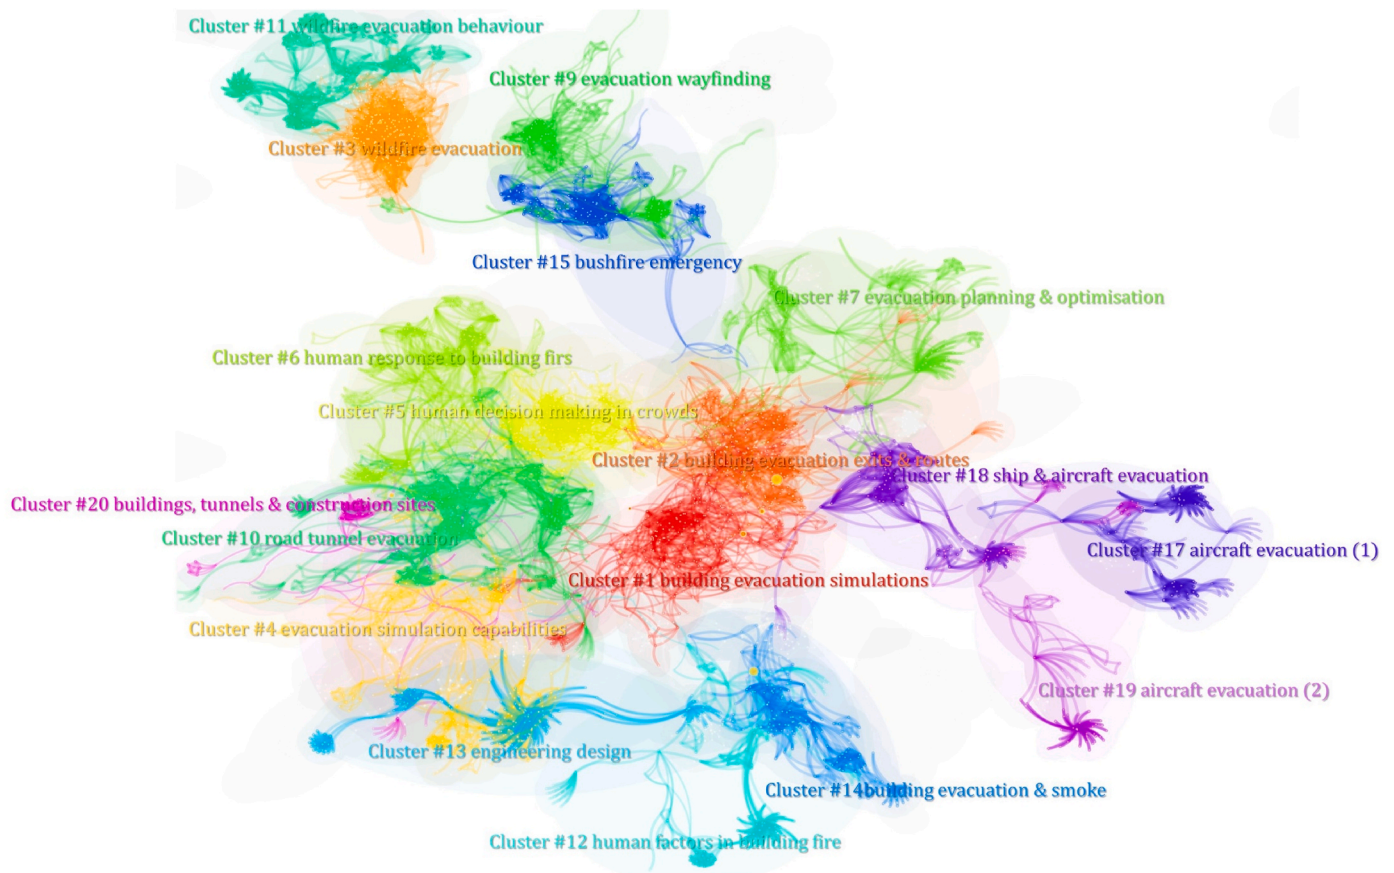 Cluster #11 wildfire evacuation behaviour
Cluster #9 evacuation wayfinding
Cluster #3 wildfire evacuation
Cluster #15 bushfire emergency
Cluster #7 evacuation planning & optimisation
Cluster #6 human response to building firs
Cluster #5 human decision making in crowds
Cluster #2 building evacuation exits & routes
Cluster #18 ship & aircraft evacuation
Cluster #20 buildings, tunnels & construction sites
Cluster #10 road tunnel evacuation
Cluster #17 aircraft evacuation (1)
Cluster #1 building evacuation simulations
Cluster #4 evacuation simulation capabilities
Cluster #19 aircraft evacuation (2)
Cluster #13 engineering design
Cluster #14building evacuation & smoke
Cluster #12 human factors in building fire